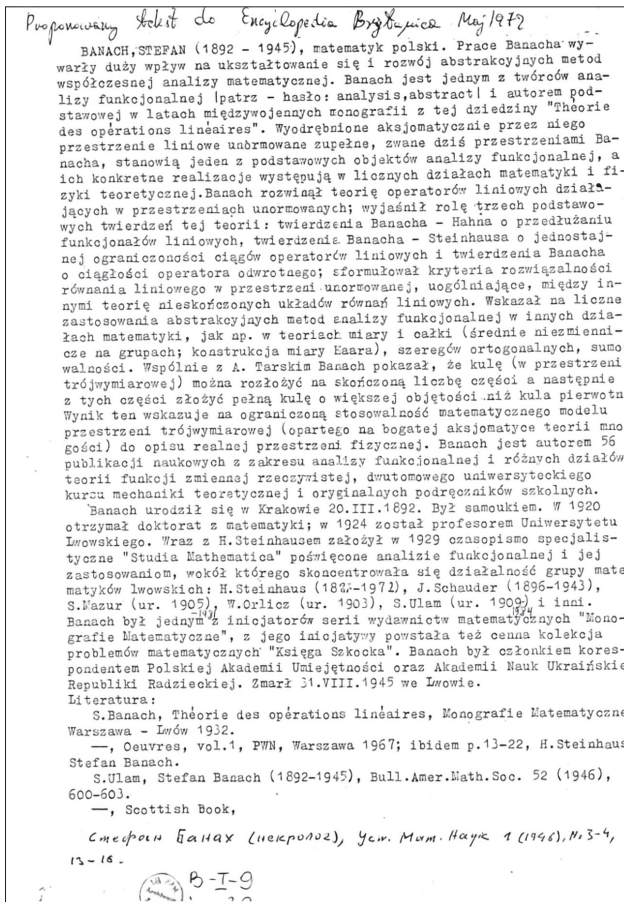 Proponowany tekst do Encyclopedia Brytanica Maj 1972
BANACH,STEFAN (1892 - 1945), matematyk polski. Prace Banacha wy-
warły duży wpływ na ukształtowanie się i rozwój abstrakcyjnych metod
współczesnej analizy matematycznej. Banach jest jednym z twórców ana-
lizy funkcjonalnej |patrz - hasło: analysis,abstract| i autorem pod-
stawowej w latach międzywojennych monografii z tej dziedziny "Théorie
des opérations linéaires". Wyodrębnione aksjomatycznie przez niego
przestrzenie liniowe unormowane zupełne, zwane dziś przestrzeniami Ba-
nacha, stanowią jeden z podstawowych objektów analizy funkcjonalnej, a
ich konkretne realizacje występują w licznych działach matematyki i fi-
zyki teoretycznej.Banach rozwinął teorię operatorów liniowych działa-
jących w przestrzeniach unormowanych; wyjaśnił rolę trzech podstawo-
wych twierdzeń tej teorii: twierdzenia Banacha - Hahna o przedłużaniu
funkcjonałów liniowych, twierdzenia Banacha - Steinhausa o jednostaj-
nej ograniczoności ciągów operatorów liniowych i twierdzenia Banacha
o ciągłości operatora odwrotnego; sformułował kryteria rozwiązalności
równania liniowego w przestrzeni unormowanej, uogólniające, między in-
nymi teorię nieskończonych układów równań liniowych. Wskazał na liczne
zastosowania abstrakcyjnych metod analizy funkcjonalnej w innych dzia-
łach matematyki, jak np. w teoriach miary i całki (średnie niezmienni-
cze na grupach; konstrukcja miary Haara), szeregów ortogonalnych, sumo
walności. Wspólnie z A. Tarskim Banach pokazał, że kulę (w przestrzeni
trójwymiarowej) można rozłożyć na skończoną liczbę części a następnie
z tych części złożyć pełną kulę o większej objętości niż kula pierwotn
Wynik ten wskazuje na ograniczoną stosowalność matematycznego modelu
przestrzeni trójwymiarowej (opartego na bogatej aksjomatyce teorii mno
gości) do opisu realnej przestrzeni fizycznej. Banach jest autorem 56
publikacji naukowych z zakresu analizy funkcjonalnej i różnych działów
teorii funkcji zmiennej rzeczywistej, dwutomowego uniwersyteckiego
kursu mechaniki teoretycznej i oryginalnych podręczników szkolnych.
Banach urodził się w Krakowie 20.III.1892. Był samoukiem. W 1920
otrzymał doktorat z matematyki; w 1924 został profesorem Uniwersytetu
Lwowskiego. Wraz z H.Steinhausem założył w 1929 czasopismo specjalis-
tyczne "Studia Mathematica" poświęcone analizie funkcjonalnej i jej
zastosowaniom, wokół którego skoncentrowała się działalność grupy mate
matyków lwowskich: H.Steinhaus (1887-1972), J.Schauder (1896-1943),
S.Mazur (ur. 1905), W.Orlicz (ur. 1903), S.Ulam (ur. 1909) i inni.
-1981 1984
Banach był jednym z inicjatorów serii wydawnictw matematycznych "Mono-
grafie Matematyczne", z jego inicjatywy powstała też cenna kolekcja
problemów matematycznych "Księga Szkocka". Banach był członkiem kores-
pondentem Polskiej Akademii Umiejętności oraz Akademii Nauk Ukraińskie
Republiki Radzieckiej. Zmarł 31.VIII.1945 we Lwowie.
Literatura:
S.Banach, Théorie des opérations linéaires, Monografie Matematyczne
Warszawa - Lwów 1932.
—, Oeuvres, vol.1, PWN, Warszawa 1967; ibidem p.13-22, H.Steinhaus
Stefan Banach.
S.Ulam, Stefan Banach (1892-1945), Bull.Amer.Math.Soc. 52 (1946),
600-603.
—, Scottish Book,
Стефан Банах (некролог), Усп. Мат. Наук 1 (1946), N.3-4,
13-16.
B-I-9